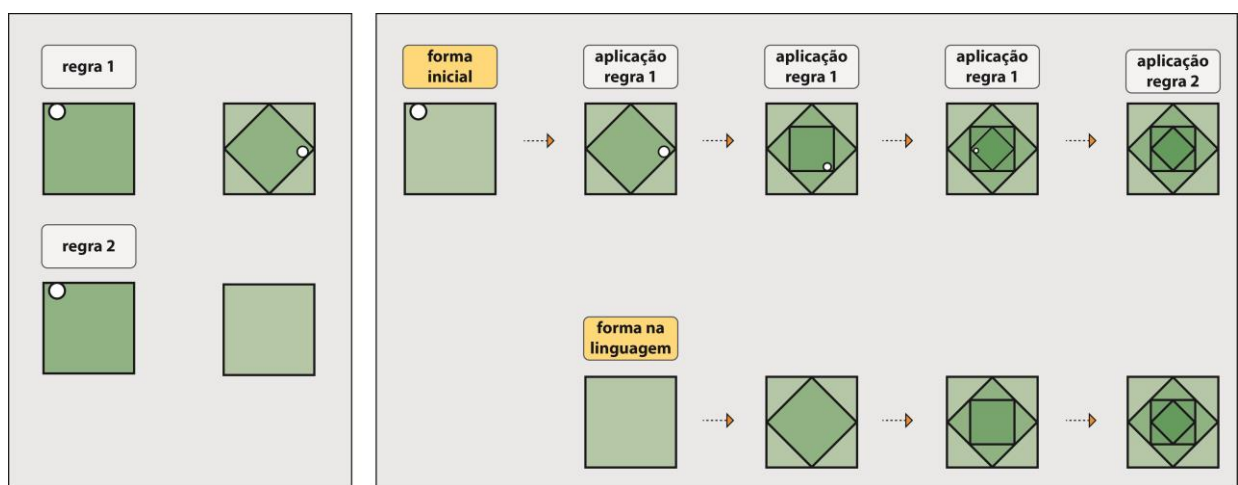 regra 1
regra 2
forma
inicial
aplicação
regra 1
aplicação
regra 1
aplicação
regra 1
aplicação
regra 2
forma na
linguagem